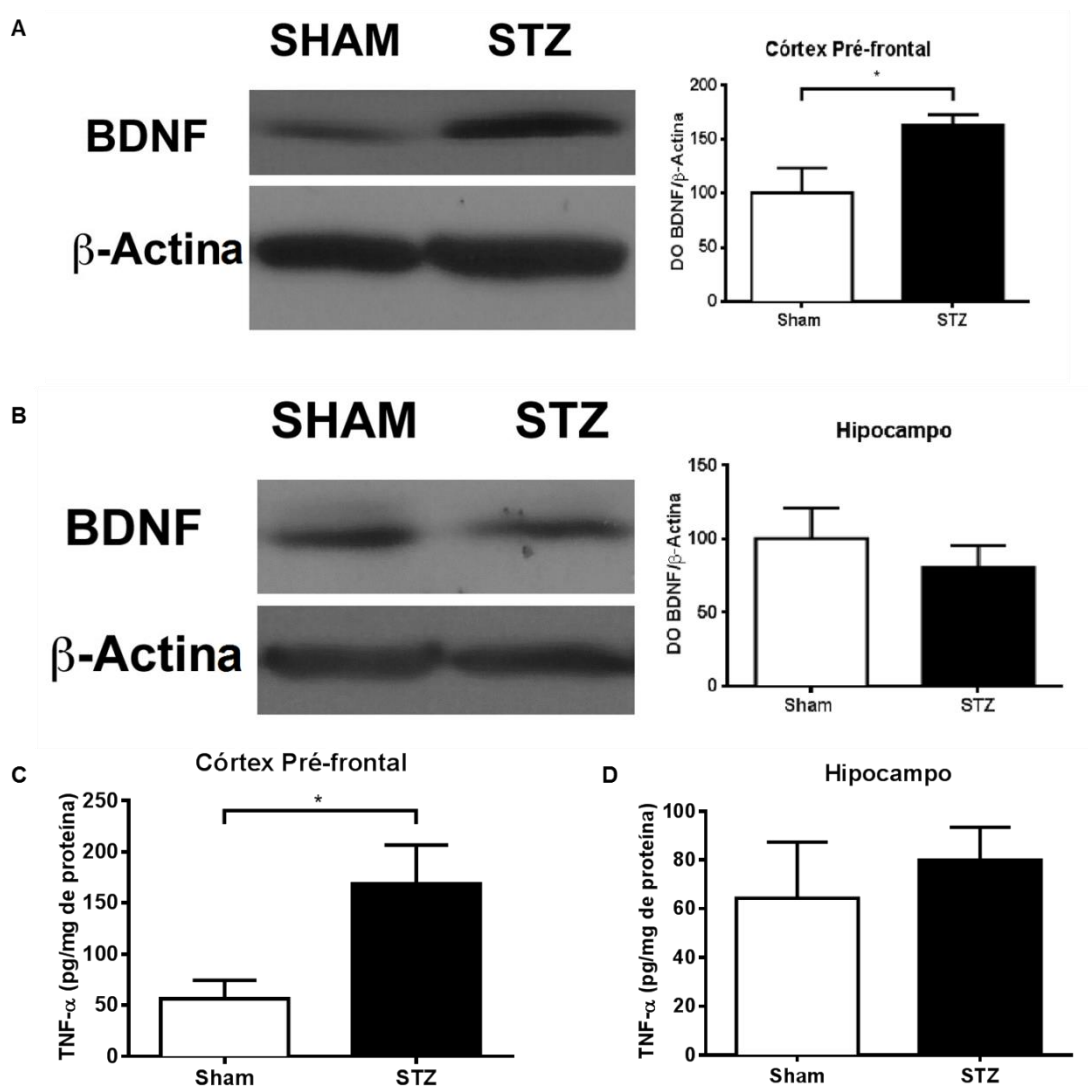 A
SHAM STZ
BDNF
β-Actina
Córtex Pré-frontal
*
DO BDNF/β-Actina
200
150
100
50
0
Sham STZ
B
SHAM STZ
BDNF
β-Actina
Hipocampo
DO BDNF/β-Actina
150
100
50
0
Sham STZ
C
Córtex Pré-frontal
*
TNF-α (pg/mg de proteína)
250
200
150
100
50
0
Sham STZ
D
Hipocampo
TNF-α (pg/mg de proteína)
100
80
60
40
20
0
Sham STZ